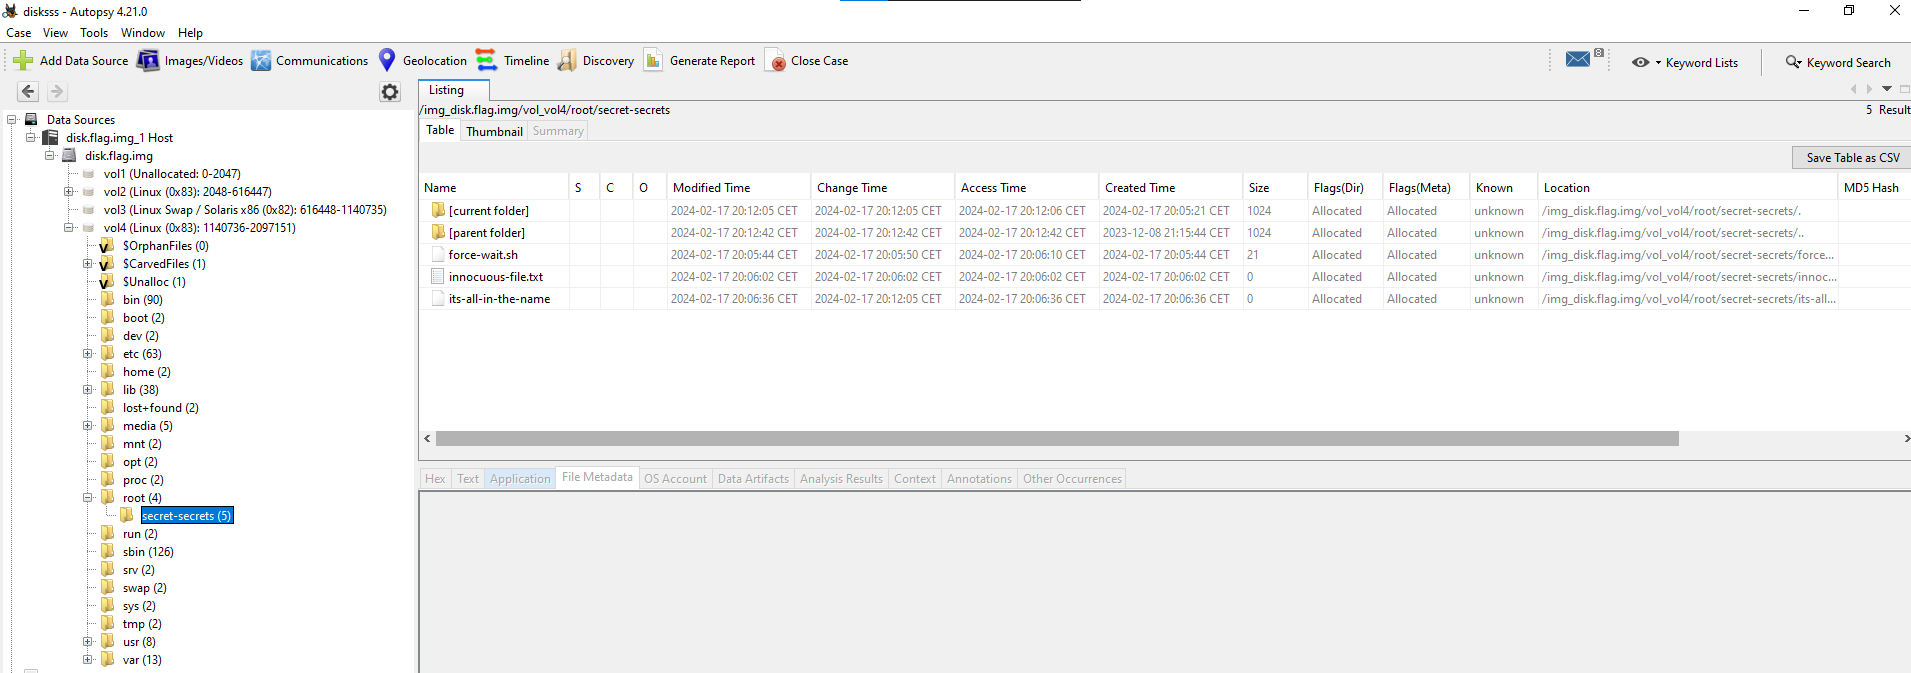 disksss - Autopsy 4.21.0
Case View Tools Window Help
Add Data Source Images/Videos Communications Geolocation Timeline Discovery Generate Report Close Case 8 Keyword Lists Keyword Search
Listing
/img_disk.flag.img/vol_vol4/root/secret-secrets 5 Result
Table Thumbnail Summary
Save Table as CSV
Name S C O Modified Time Change Time Access Time Created Time Size Flags(Dir) Flags(Meta) Known Location MD5 Hash
[current folder] 2024-02-17 20:12:05 CET 2024-02-17 20:12:05 CET 2024-02-17 20:12:06 CET 2024-02-17 20:05:21 CET 1024 Allocated Allocated unknown /img_disk.flag.img/vol_vol4/root/secret-secrets/.
[parent folder] 2024-02-17 20:12:42 CET 2024-02-17 20:12:42 CET 2024-02-17 20:12:42 CET 2023-12-08 21:15:44 CET 1024 Allocated Allocated unknown /img_disk.flag.img/vol_vol4/root/secret-secrets/..
force-wait.sh 2024-02-17 20:05:44 CET 2024-02-17 20:05:50 CET 2024-02-17 20:06:10 CET 2024-02-17 20:05:44 CET 21 Allocated Allocated unknown /img_disk.flag.img/vol_vol4/root/secret-secrets/force...
innocuous-file.txt 2024-02-17 20:06:02 CET 2024-02-17 20:06:02 CET 2024-02-17 20:06:02 CET 2024-02-17 20:06:02 CET 0 Allocated Allocated unknown /img_disk.flag.img/vol_vol4/root/secret-secrets/innoc...
its-all-in-the-name 2024-02-17 20:06:36 CET 2024-02-17 20:12:05 CET 2024-02-17 20:06:36 CET 2024-02-17 20:06:36 CET 0 Allocated Allocated unknown /img_disk.flag.img/vol_vol4/root/secret-secrets/its-all...
Hex Text Application File Metadata OS Account Data Artifacts Analysis Results Context Annotations Other Occurrences
Data Sources
disk.flag.img_1 Host
disk.flag.img
vol1 (Unallocated: 0-2047)
vol2 (Linux (0x83): 2048-616447)
vol3 (Linux Swap / Solaris x86 (0x82): 616448-1140735)
vol4 (Linux (0x83): 1140736-2097151)
$OrphanFiles (0)
$CarvedFiles (1)
$Unalloc (1)
bin (90)
boot (2)
dev (2)
etc (63)
home (2)
lib (38)
lost+found (2)
media (5)
mnt (2)
opt (2)
proc (2)
root (4)
secret-secrets (5)
run (2)
sbin (126)
srv (2)
swap (2)
sys (2)
tmp (2)
usr (8)
var (13)